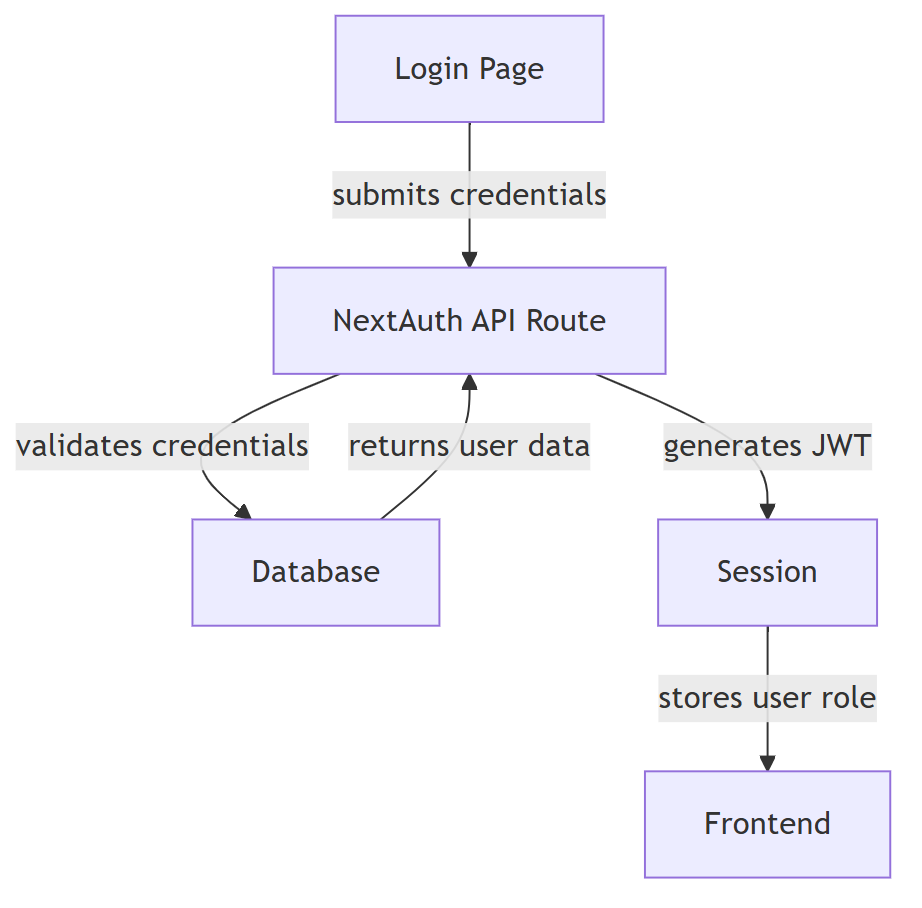 Login Page
submits credentials
NextAuth API Route
validates credentials
returns user data
generates JWT
Database
Session
stores user role
Frontend